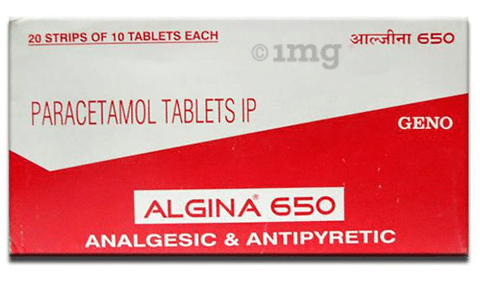 20 STRIPS OF 10 TABLETS EACH
आल्जीना 650
©1mg
PARACETAMOL TABLETS IP
GENO
ALGINA® 650
ANALGESIC & ANTIPYRETIC